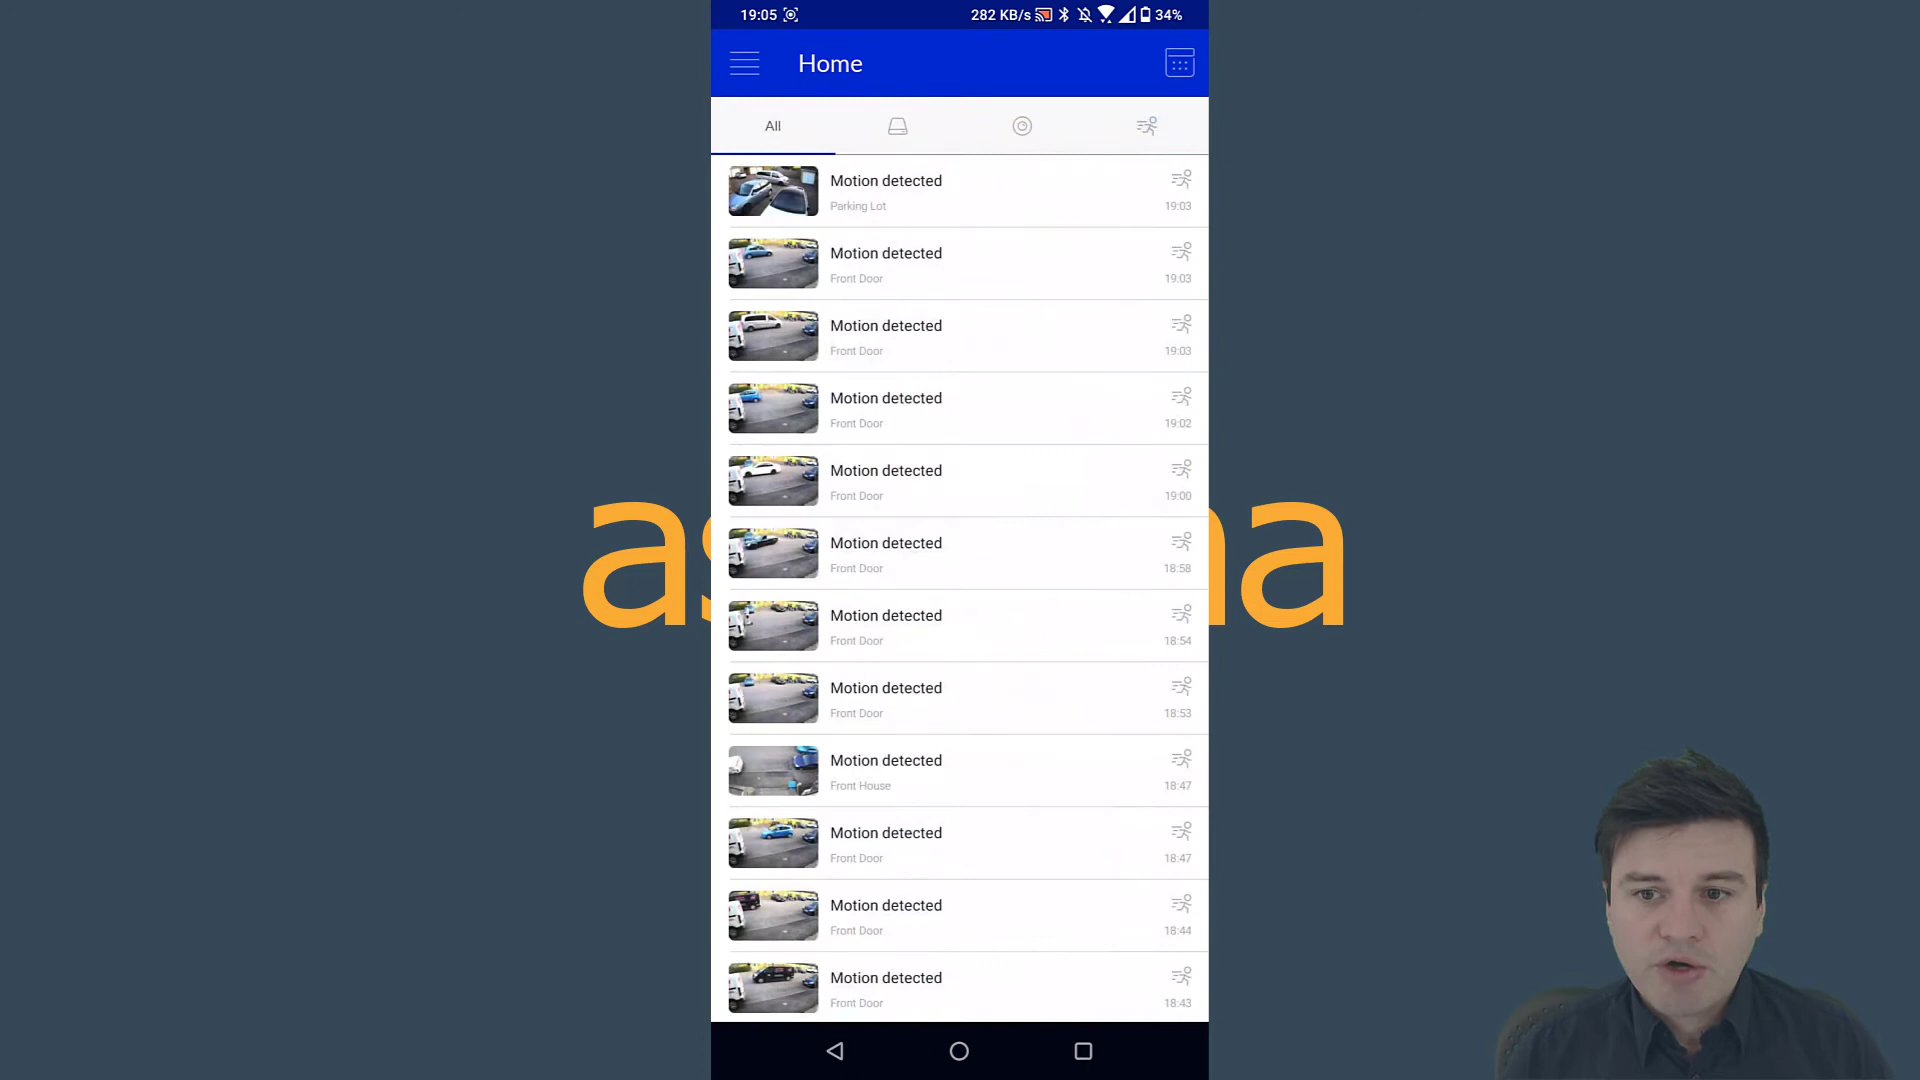 19:05
282 KB/s
34%
Home
All
Motion detected
Parking Lot
19:03
Motion detected
Front Door
19:03
Motion detected
Front Door
19:03
Motion detected
Front Door
19:02
Motion detected
Front Door
19:00
Motion detected
Front Door
18:58
Motion detected
Front Door
18:54
Motion detected
Front Door
18:53
Motion detected
Front House
18:47
Motion detected
Front Door
18:47
Motion detected
Front Door
18:44
Motion detected
Front Door
18:43